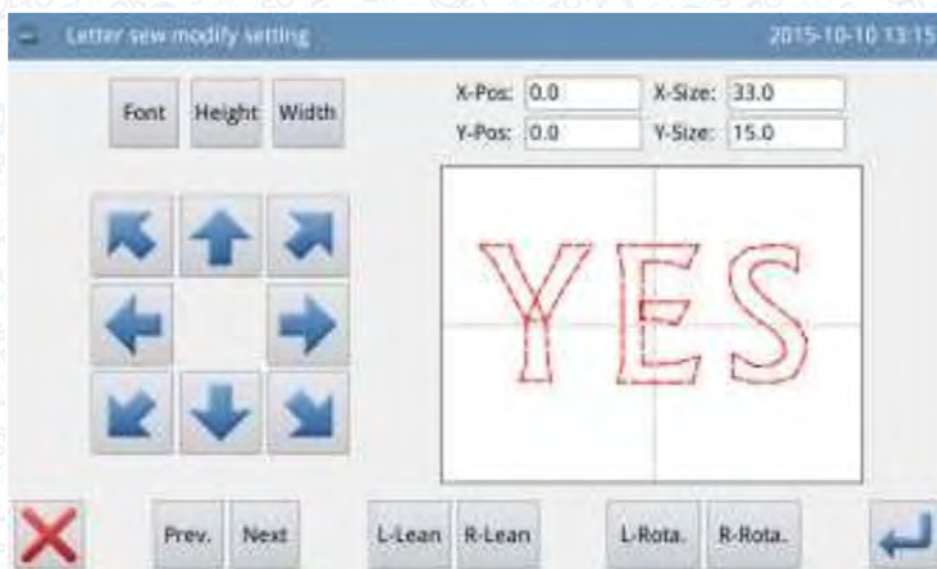 Letter sew modify setting 2015-10-10 13:15
Font Height Width
X-Pos: 0.0 X-Size: 33.0
Y-Pos: 0.0 Y-Size: 15.0
YES
Prev. Next L-Lean R-Lean L-Rota. R-Rota.